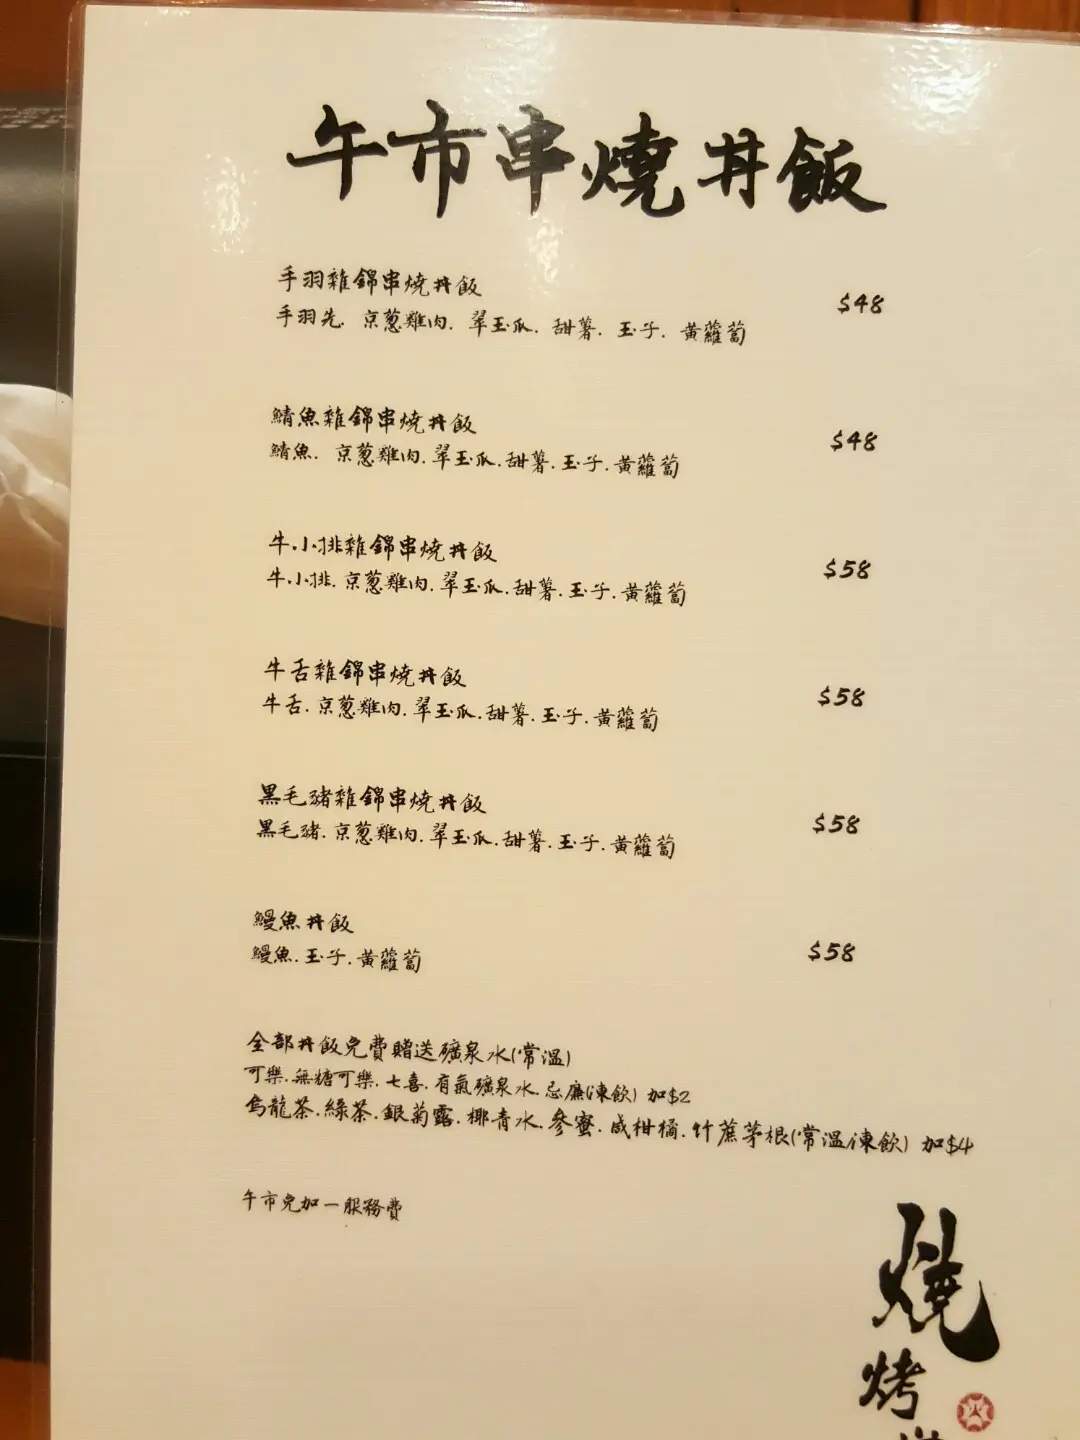 午市串燒丼飯
手羽雜錦串燒丼飯
手羽先. 京蔥雞肉. 翠玉瓜. 甜薯. 玉子. 黃蘿蔔
$48
鯖魚雜錦串燒丼飯
鯖魚. 京蔥雞肉. 翠玉瓜. 甜薯. 玉子. 黃蘿蔔
$48
牛小排雜錦串燒丼飯
牛小排. 京蔥雞肉. 翠玉瓜. 甜薯. 玉子. 黃蘿蔔
$58
牛舌雜錦串燒丼飯
牛舌. 京蔥雞肉. 翠玉瓜. 甜薯. 玉子. 黃蘿蔔
$58
黑毛豬雜錦串燒丼飯
黑毛豬. 京蔥雞肉. 翠玉瓜. 甜薯. 玉子. 黃蘿蔔
$58
鰻魚丼飯
鰻魚. 玉子. 黃蘿蔔
$58
全部丼飯免費贈送礦泉水(常溫)
可樂. 無糖可樂. 七喜. 有氣礦泉水. 忌廉(凍飲) 加$2
烏龍茶. 綠茶. 銀菊露. 椰青水. 參蜜. 咸柑橘. 竹蔗茅根(常溫/凍飲) 加$4
午市免加一服務費
燒
烤
火